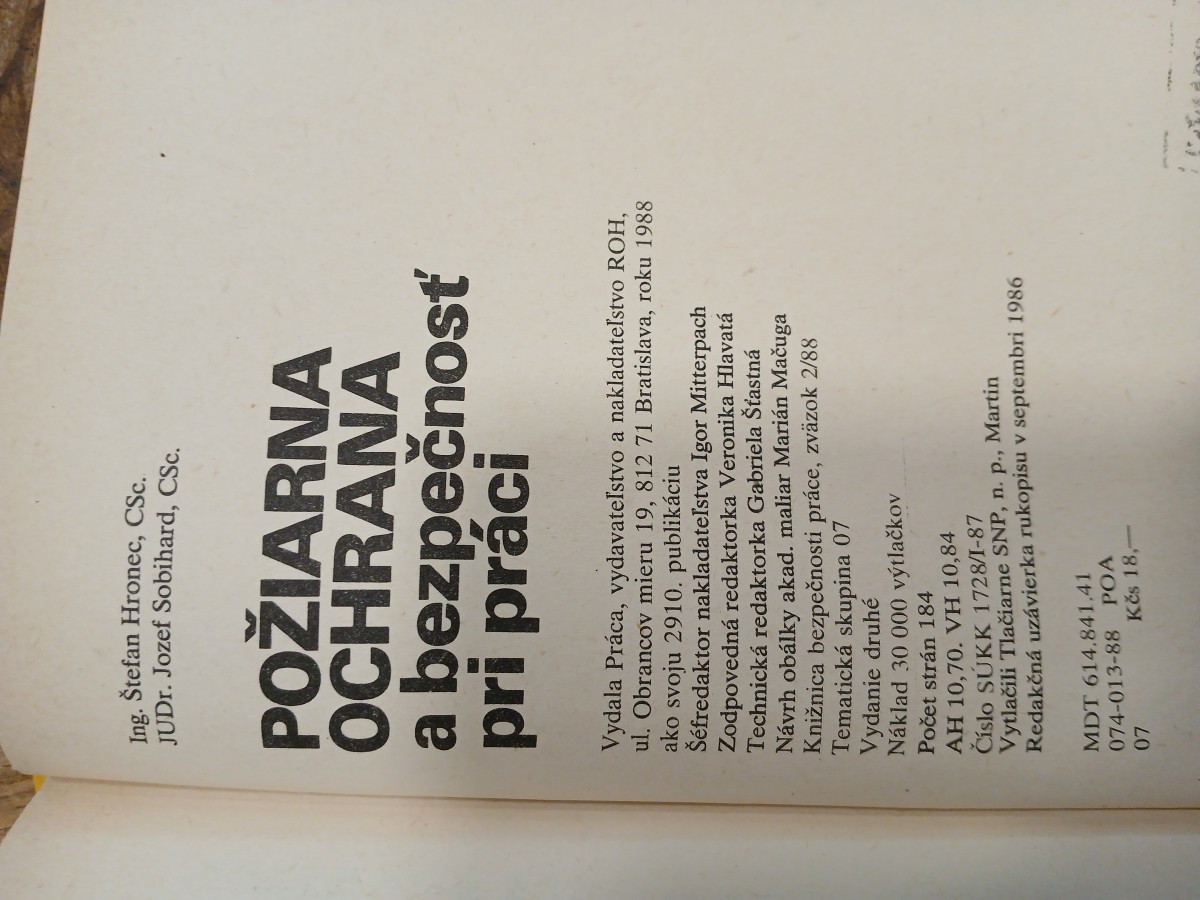 Ing. Štefan Hronec, CSc.
JUDr. Jozef Sobihard, CSc.
POŽIARNA
OCHRANA
a bezpečnosť
pri práci
Vydala Práca, vydavateľstvo a nakladateľstvo ROH,
ul. Obrancov mieru 19, 812 71 Bratislava, roku 1988
ako svoju 2910. publikáciu
Šéfredaktor nakladateľstva Igor Mitterpach
Zodpovedná redaktorka Veronika Hlavatá
Technická redaktorka Gabriela Šťastná
Návrh obálky akad. maliar Marián Mačuga
Knižnica bezpečnosti práce, zväzok 2/88
Tematická skupina 07
Vydanie druhé
Náklad 30 000 výtlačkov
Počet strán 184
AH 10,70. VH 10,84
Číslo SÚKK 1728/I-87
Vytlačili Tlačiarne SNP, n. p., Martin
Redakčná uzávierka rukopisu v septembri 1986
MDT 614.841.41
074-013-88 POA
07 Kčs 18,—